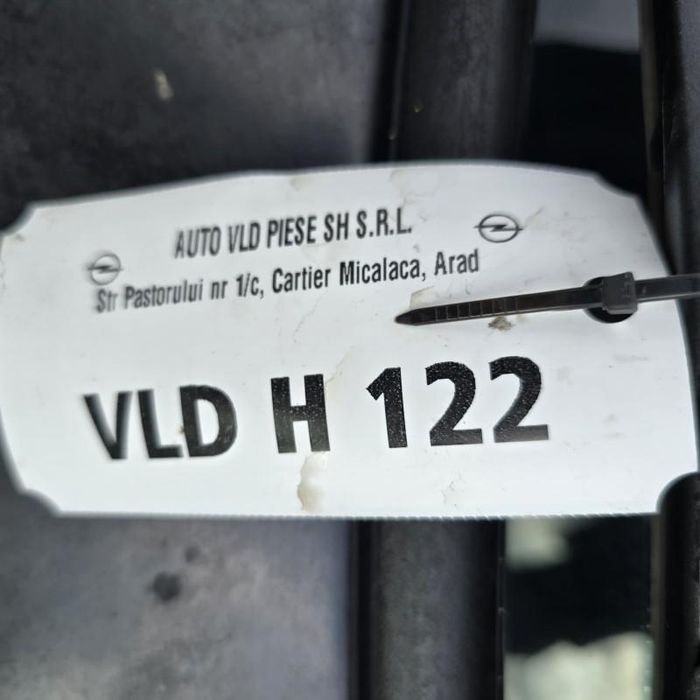 AUTO VLD PIESE SH S.R.L.
Str Pastorului nr 1/c, Cartier Micalaca, Arad
VLD H 122